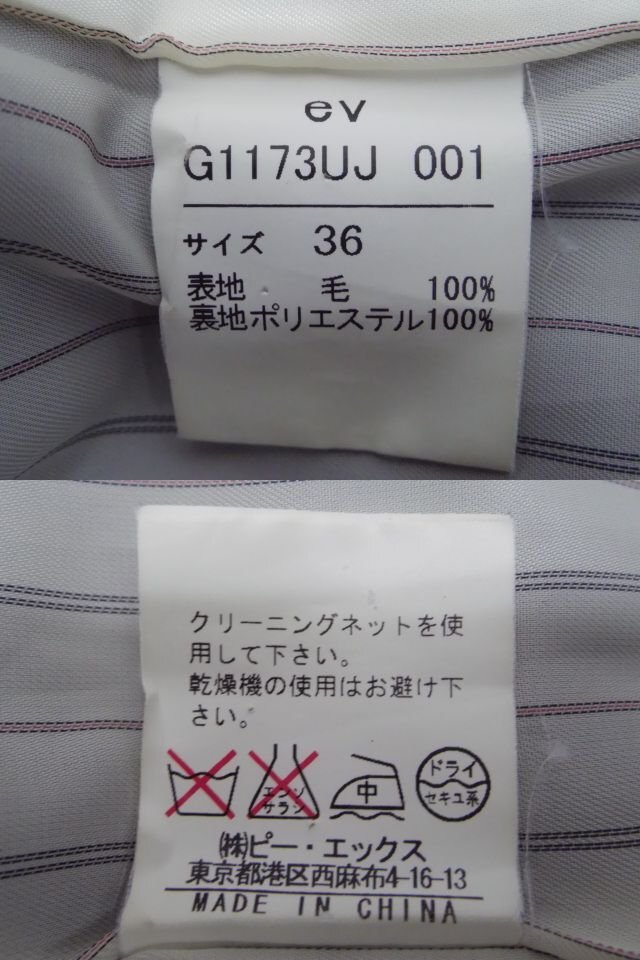 ev
G1173UJ 001
サイズ 36
表地 毛 100%
裏地ポリエステル100%
クリーニングネットを使
用して下さい。
乾燥機の使用はお避け下
さい。
エンソ
サラシ
中
ドライ
セキユ系
㈱ピー・エックス
東京都港区西麻布4-16-13
MADE IN CHINA